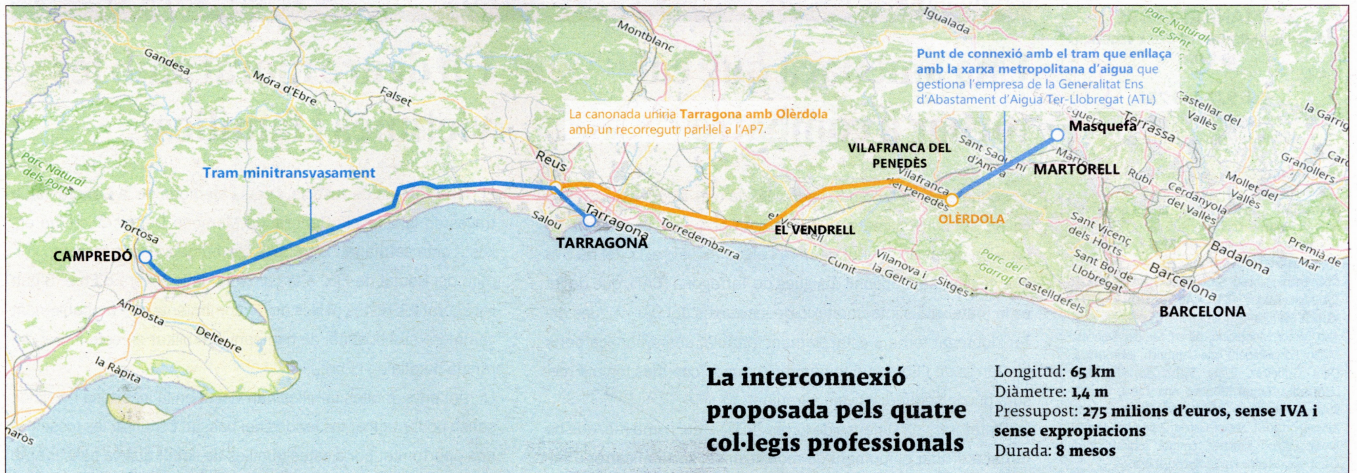 Igualada
Parc Natural
de Sant
Montblanc
Gandesa
Móra d'Ebre
Falset
Punt de connexió amb el tram que enllaça
amb la xarxa metropolitana d'aigua que
gestiona l'empresa de la Generalitat Ens
d'Abastament d'Aigua Ter-Llobregat (ATL)
Castellar del
Vallès
la Garriga
La canonada uniria Tarragona amb Olèrdola
amb un recorregutr parl·lel a l'AP7.
Masquefa
Terrassa
Reus
VILAFRANCA DEL
PENEDÈS
Sant Sadurní
d'Anoia
MARTORELL
Rubí
Granollers
Mollet del
Vallès
Cerdanyola
del Vallès
Parc Natural
dels Ports
Tram minitransvasament
Vilafranca
del Penedès
OLÈRDOLA
Salou
Tarragona
TARRAGONA
Torredembarra
el Vendrell
EL VENDRELL
Tortosa
CAMPREDÓ
Sant Vicenç
dels Horts
Badalona
Premià de
Mar
Cunit
Vilanova i
la Geltrú
Sitges
Parc del
Garraf
Castelldefels
Sant Boi de
Llobregat
Barcelona
BARCELONA
Amposta
Deltebre
la Ràpita
La interconnexió
proposada pels quatre
col·legis professionals
Longitud: 65 km
Diàmetre: 1,4 m
Pressupost: 275 milions d'euros, sense IVA i
sense expropiacions
Durada: 8 mesos